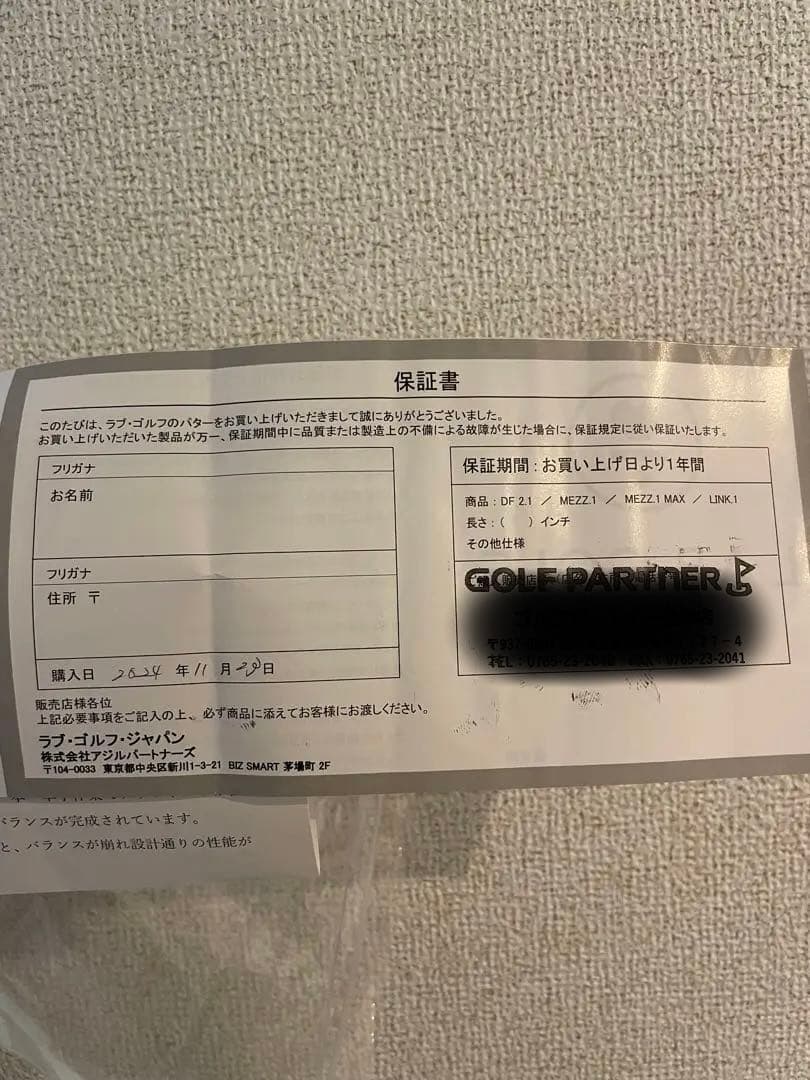 保証書
このたびは、ラブ・ゴルフのパターをお買い上げいただきまして誠にありがとうございました。
お買い上げいただいた製品が万一、保証期間中に品質または製造上の不備による故障が生じた場合に、保証規定に従い保証いたします。
フリガナ
お名前
フリガナ
住所 〒
購入日 2024 年 11 月 日
保証期間：お買い上げ日より1年間
商品：DF 2.1 ／ MEZZ.1 ／ MEZZ.1 MAX ／ LINK.1
長さ：（ ）インチ
その他仕様
GOLF PARTNER
〒937-
-4
TEL：0765-23- 0765-23-2041
販売店様各位
上記必要事項をご記入の上、必ず商品に添えてお客様にお渡しください。
ラブ・ゴルフ・ジャパン
株式会社アジルパートナーズ
〒104-0033 東京都中央区新川1-3-21 BIZ SMART 茅場町 2F
バランスが完成されています。
と、バランスが崩れ設計通りの性能が